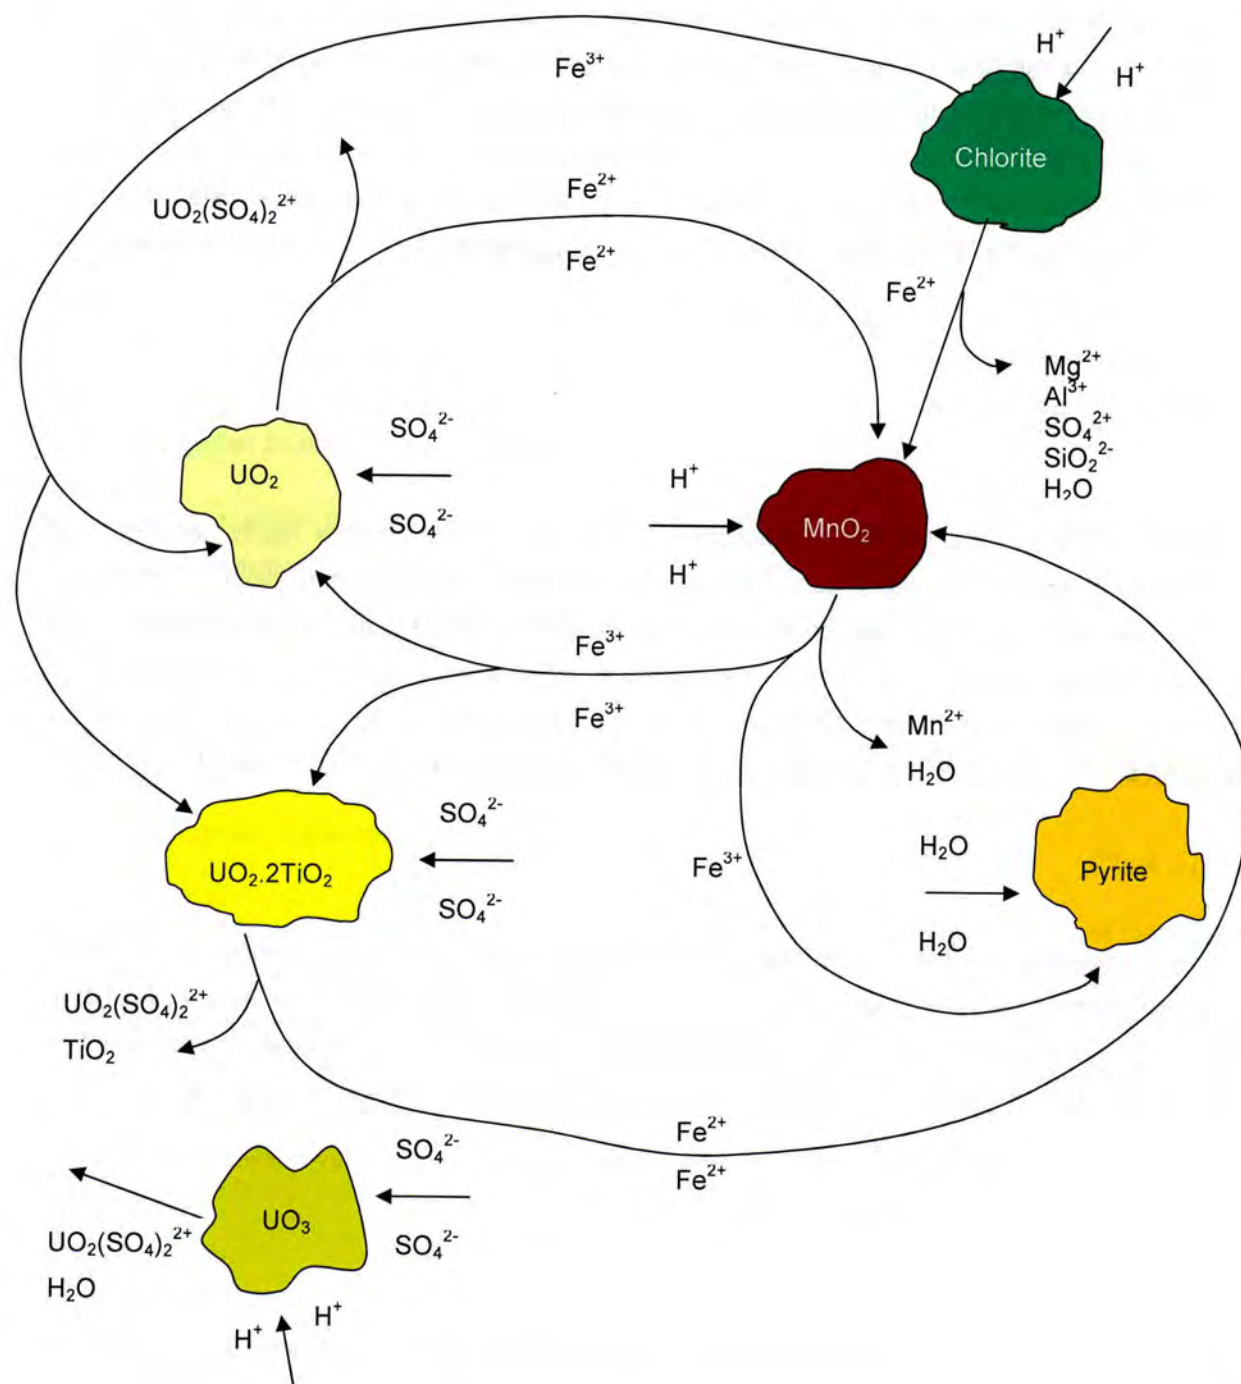 Fe³⁺
H⁺
H⁺
Chlorite
UO₂(SO₄)₂²⁺
Fe²⁺
Fe²⁺
Fe²⁺
Mg²⁺
Al³⁺
SO₄²⁺
SiO₂²⁻
H₂O
UO₂
SO₄²⁻
SO₄²⁻
H⁺
H⁺
MnO₂
Fe³⁺
Fe³⁺
Mn²⁺
H₂O
UO₂.2TiO₂
SO₄²⁻
SO₄²⁻
Fe³⁺
H₂O
H₂O
Pyrite
UO₂(SO₄)₂²⁺
TiO₂
Fe²⁺
Fe²⁺
UO₃
SO₄²⁻
SO₄²⁻
UO₂(SO₄)₂²⁺
H₂O
H⁺
H⁺